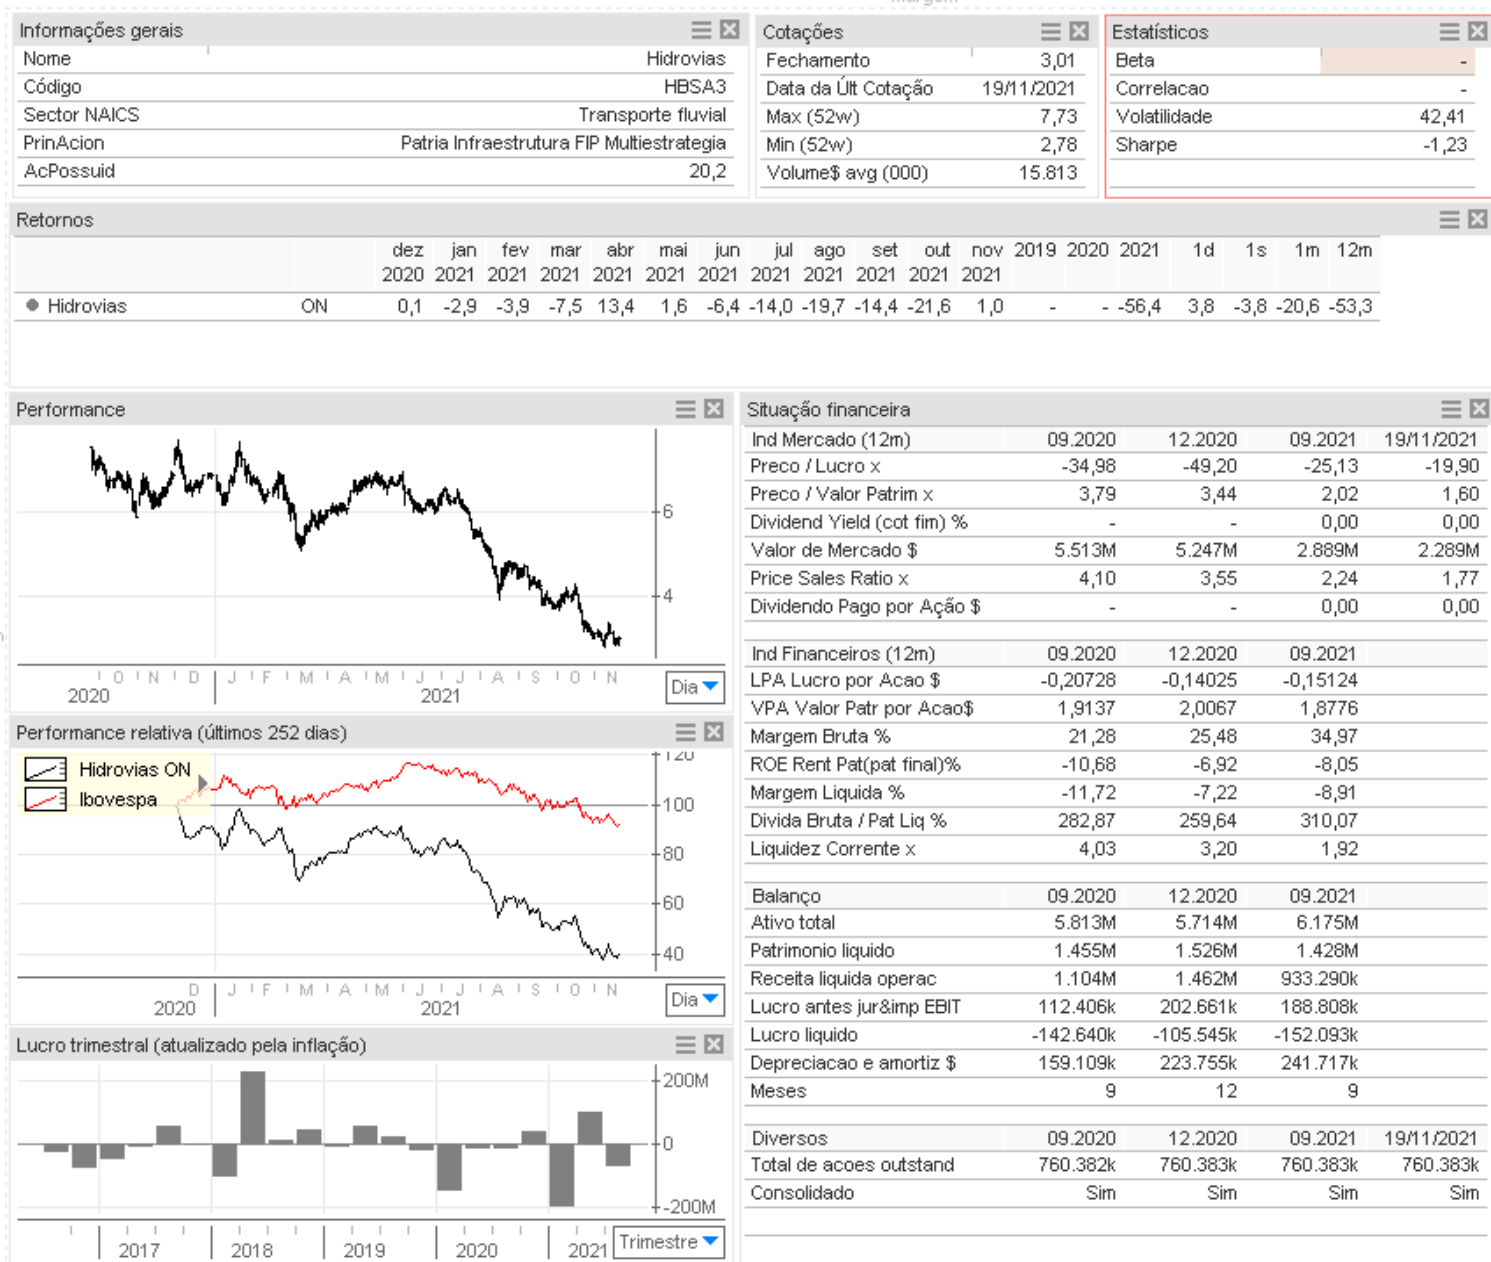 Informações gerais
Nome Hidrovias
Código HBSA3
Sector NAICS Transporte fluvial
PrinAcion Patria Infraestrutura FIP Multiestrategia
AcPossuid 20,2
Cotações
Fechamento 3,01
Data da Últ Cotação 19/11/2021
Max (52w) 7,73
Min (52w) 2,78
Volume$ avg (000) 15.813
Estatísticos
Beta -
Correlacao -
Volatilidade 42,41
Sharpe -1,23
Retornos
dez jan fev mar abr mai jun jul ago set out nov 2019 2020 2021 1d 1s 1m 12m
2020 2021 2021 2021 2021 2021 2021 2021 2021 2021 2021 2021
Hidrovias ON 0,1 -2,9 -3,9 -7,5 13,4 1,6 -6,4 -14,0 -19,7 -14,4 -21,6 1,0 - - -56,4 3,8 -3,8 -20,6 -53,3
Performance
6
4
O N D J F M A M J J A S O N
2020 2021
Dia
Performance relativa (últimos 252 dias)
Hidrovias ON
Ibovespa
120
100
80
60
40
D J F M A M J J A S O N
2020 2021
Dia
Lucro trimestral (atualizado pela inflação)
200M
0
-200M
2017 2018 2019 2020 2021
Trimestre
Situação financeira
Ind Mercado (12m) 09.2020 12.2020 09.2021 19/11/2021
Preco / Lucro x -34,98 -49,20 -25,13 -19,90
Preco / Valor Patrim x 3,79 3,44 2,02 1,60
Dividend Yield (cot fim) % - - 0,00 0,00
Valor de Mercado $ 5.513M 5.247M 2.889M 2.289M
Price Sales Ratio x 4,10 3,55 2,24 1,77
Dividendo Pago por Ação $ - - 0,00 0,00
Ind Financeiros (12m) 09.2020 12.2020 09.2021
LPA Lucro por Acao $ -0,20728 -0,14025 -0,15124
VPA Valor Patr por Acao$ 1,9137 2,0067 1,8776
Margem Bruta % 21,28 25,48 34,97
ROE Rent Pat(pat final)% -10,68 -6,92 -8,05
Margem Liquida % -11,72 -7,22 -8,91
Divida Bruta / Pat Liq % 282,87 259,64 310,07
Liquidez Corrente x 4,03 3,20 1,92
Balanço 09.2020 12.2020 09.2021
Ativo total 5.813M 5.714M 6.175M
Patrimonio liquido 1.455M 1.526M 1.428M
Receita liquida operac 1.104M 1.462M 933.290k
Lucro antes jur&imp EBIT 112.406k 202.661k 188.808k
Lucro liquido -142.640k -105.545k -152.093k
Depreciacao e amortiz $ 159.109k 223.755k 241.717k
Meses 9 12 9
Diversos 09.2020 12.2020 09.2021 19/11/2021
Total de acoes outstand 760.382k 760.383k 760.383k 760.383k
Consolidado Sim Sim Sim Sim